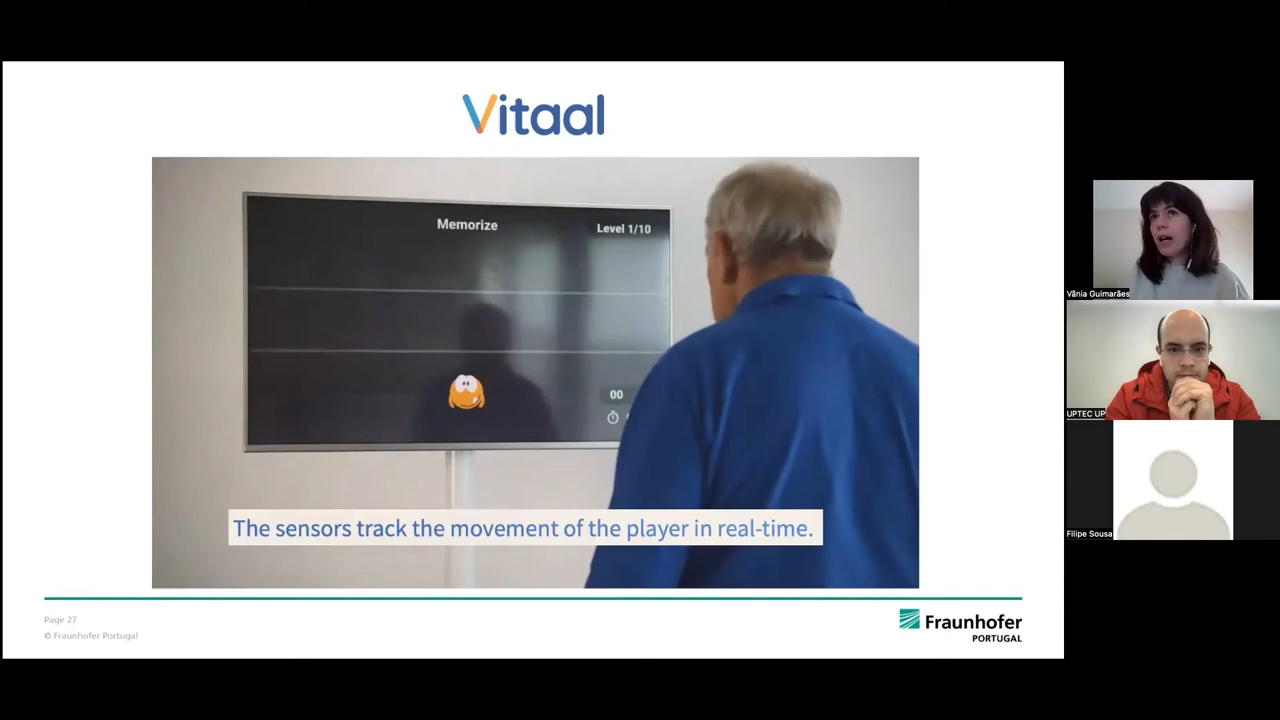 Vitaal
Memorize
Level 1/10
00
The sensors track the movement of the player in real-time.
Page 27
© Fraunhofer Portugal
Fraunhofer
PORTUGAL
Vânia Guimarães
UPTEC UP
Filipe Sousa